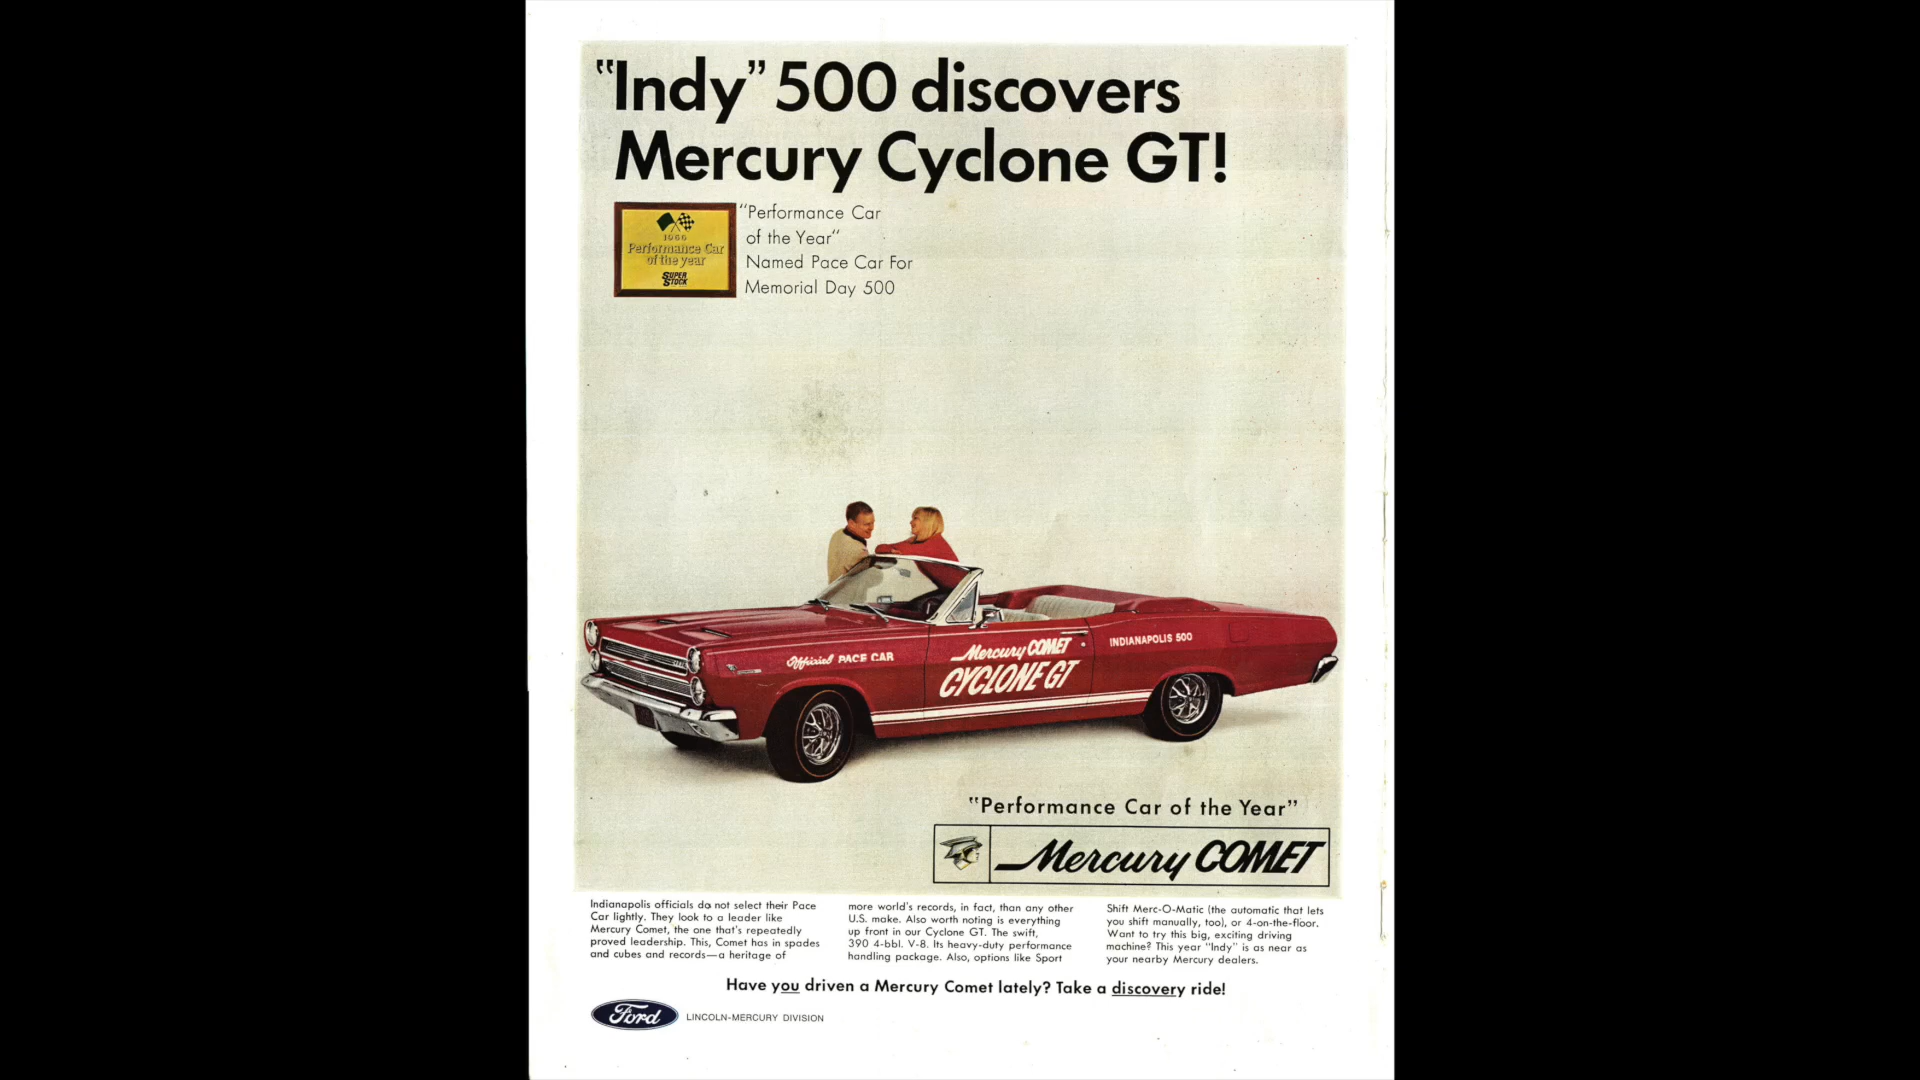 "Indy" 500 discovers
Mercury Cyclone GT!
1966
Performance Car
of the year
SUPER
STOCK
"Performance Car
of the Year"
Named Pace Car For
Memorial Day 500
Official PACE CAR
Mercury COMET
CYCLONE GT
INDIANAPOLIS 500
"Performance Car of the Year"
Mercury COMET
Indianapolis officials do not select their Pace
Car lightly. They look to a leader like
Mercury Comet, the one that's repeatedly
proved leadership. This, Comet has in spades
and cubes and records—a heritage of
more world's records, in fact, than any other
U.S. make. Also worth noting is everything
up front in our Cyclone GT. The swift,
390 4-bbl. V-8. Its heavy-duty performance
handling package. Also, options like Sport
Shift Merc-O-Matic (the automatic that lets
you shift manually, too), or 4-on-the-floor.
Want to try this big, exciting driving
machine? This year "Indy" is as near as
your nearby Mercury dealers.
Have you driven a Mercury Comet lately? Take a discovery ride!
Ford
LINCOLN-MERCURY DIVISION